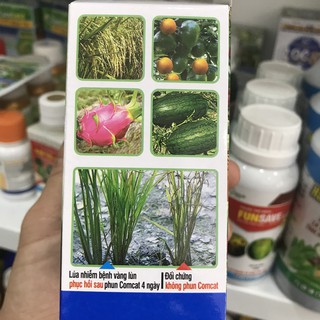 Lúa nhiễm bệnh vàng lùn
phục hồi sau phun Comcat 4 ngày
Đối chứng
không phun Comcat
FUNSAVE